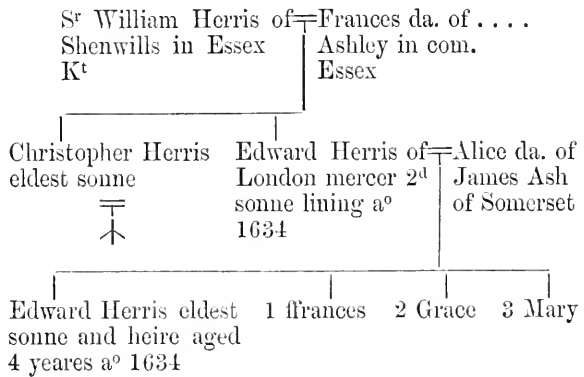 Sʳ William Herris of Frances da. of . . . .
Shenwills in Essex Ashley in com.
Kᵗ Essex
Christopher Herris
eldest sonne
Edward Herris of
London mercer 2ᵈ
sonne lining aº
1634
Alice da. of
James Ash
of Somerset
Edward Herris eldest
sonne and heire aged
4 yeares aº 1634
1 ffrances
2 Grace
3 Mary